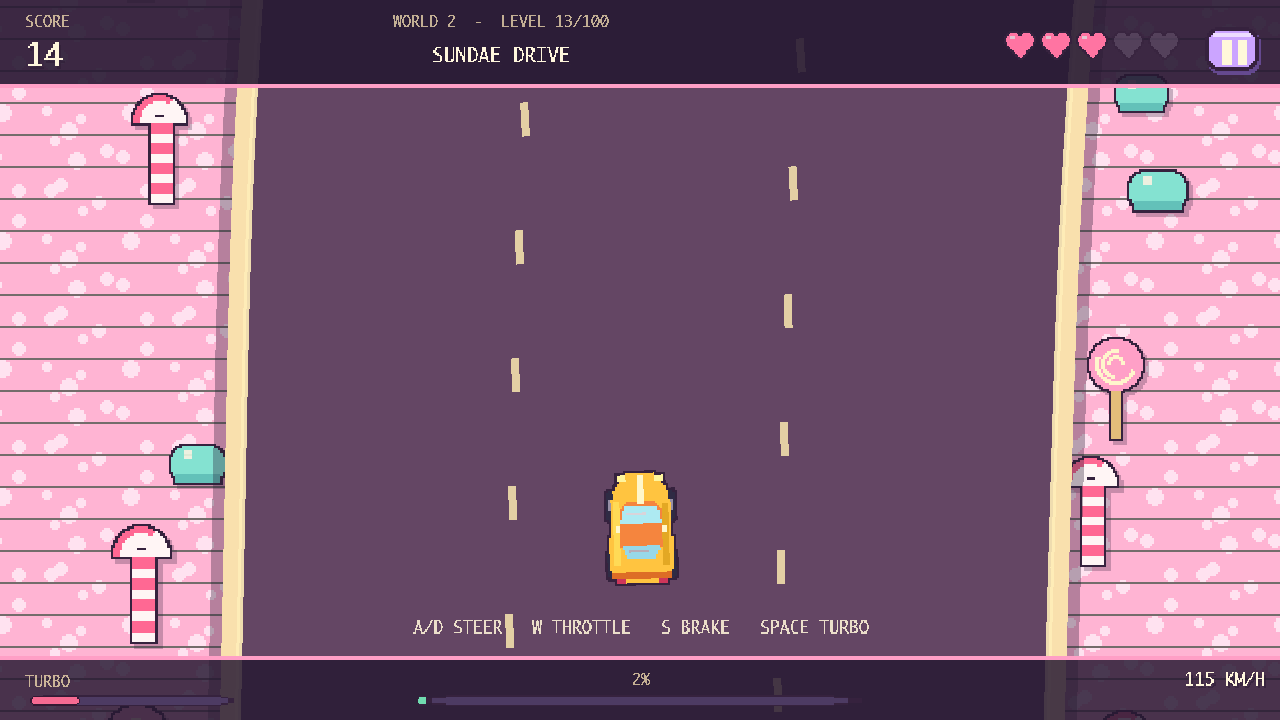 SCORE
14
WORLD 2 - LEVEL 13/100
SUNDAE DRIVE
A/D STEER W THROTTLE S BRAKE SPACE TURBO
TURBO
2%
115 KM/H